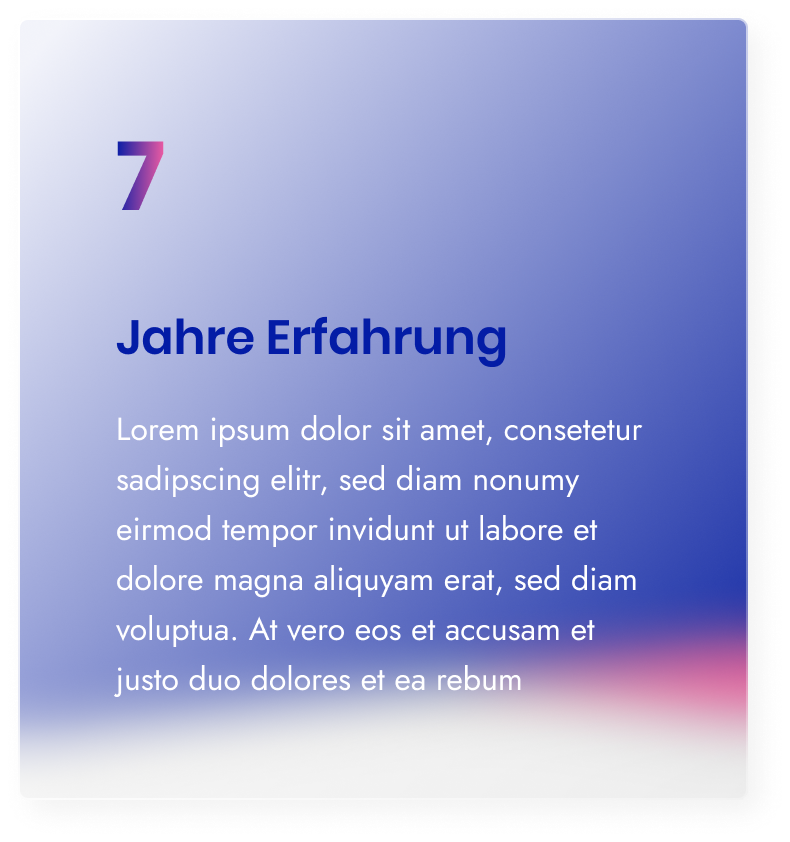 7
Jahre Erfahrung
Lorem ipsum dolor sit amet, consetetur
sadipscing elitr, sed diam nonumy
eirmod tempor invidunt ut labore et
dolore magna aliquyam erat, sed diam
voluptua. At vero eos et accusam et
justo duo dolores et ea rebum